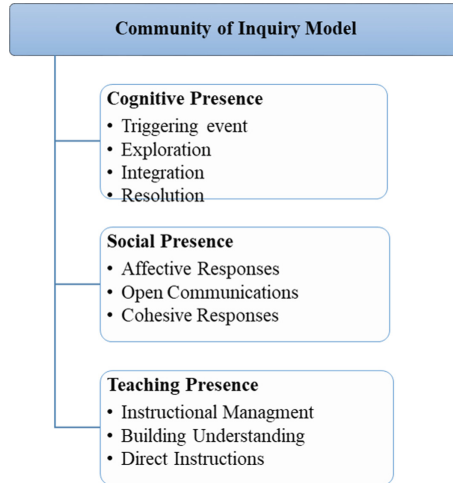 Community of Inquiry Model
Cognitive Presence
• Triggering event
• Exploration
• Integration
• Resolution
Social Presence
• Affective Responses
• Open Communications
• Cohesive Responses
Teaching Presence
• Instructional Managment
• Building Understanding
• Direct Instructions